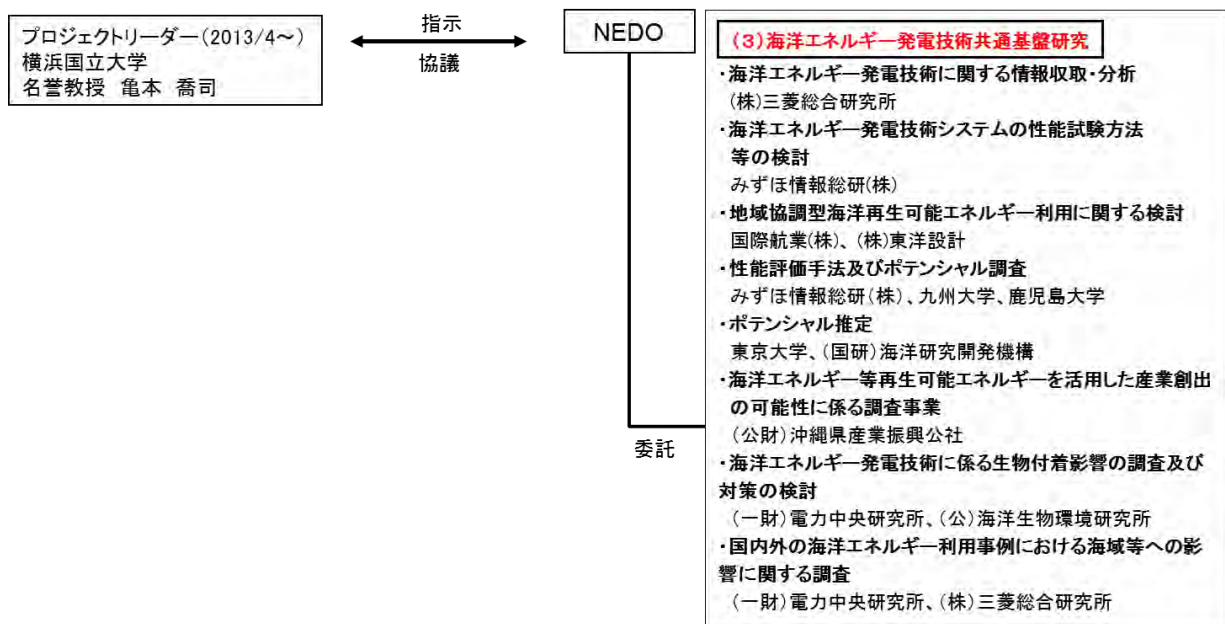 プロジェクトリーダー(2013/4～)
横浜国立大学
名誉教授 亀本 喬司
指示
協議
NEDO
委託
(3)海洋エネルギー発電技術共通基盤研究
・海洋エネルギー発電技術に関する情報収取・分析
(株)三菱総合研究所
・海洋エネルギー発電技術システムの性能試験方法
等の検討
みずほ情報総研(株)
・地域協調型海洋再生可能エネルギー利用に関する検討
国際航業(株)、(株)東洋設計
・性能評価手法及びポテンシャル調査
みずほ情報総研(株)、九州大学、鹿児島大学
・ポテンシャル推定
東京大学、(国研)海洋研究開発機構
・海洋エネルギー等再生可能エネルギーを活用した産業創出
の可能性に係る調査事業
(公財)沖縄県産業振興公社
・海洋エネルギー発電技術に係る生物付着影響の調査及び
対策の検討
(一財)電力中央研究所、(公)海洋生物環境研究所
・国内外の海洋エネルギー利用事例における海域等への影
響に関する調査
(一財)電力中央研究所、(株)三菱総合研究所